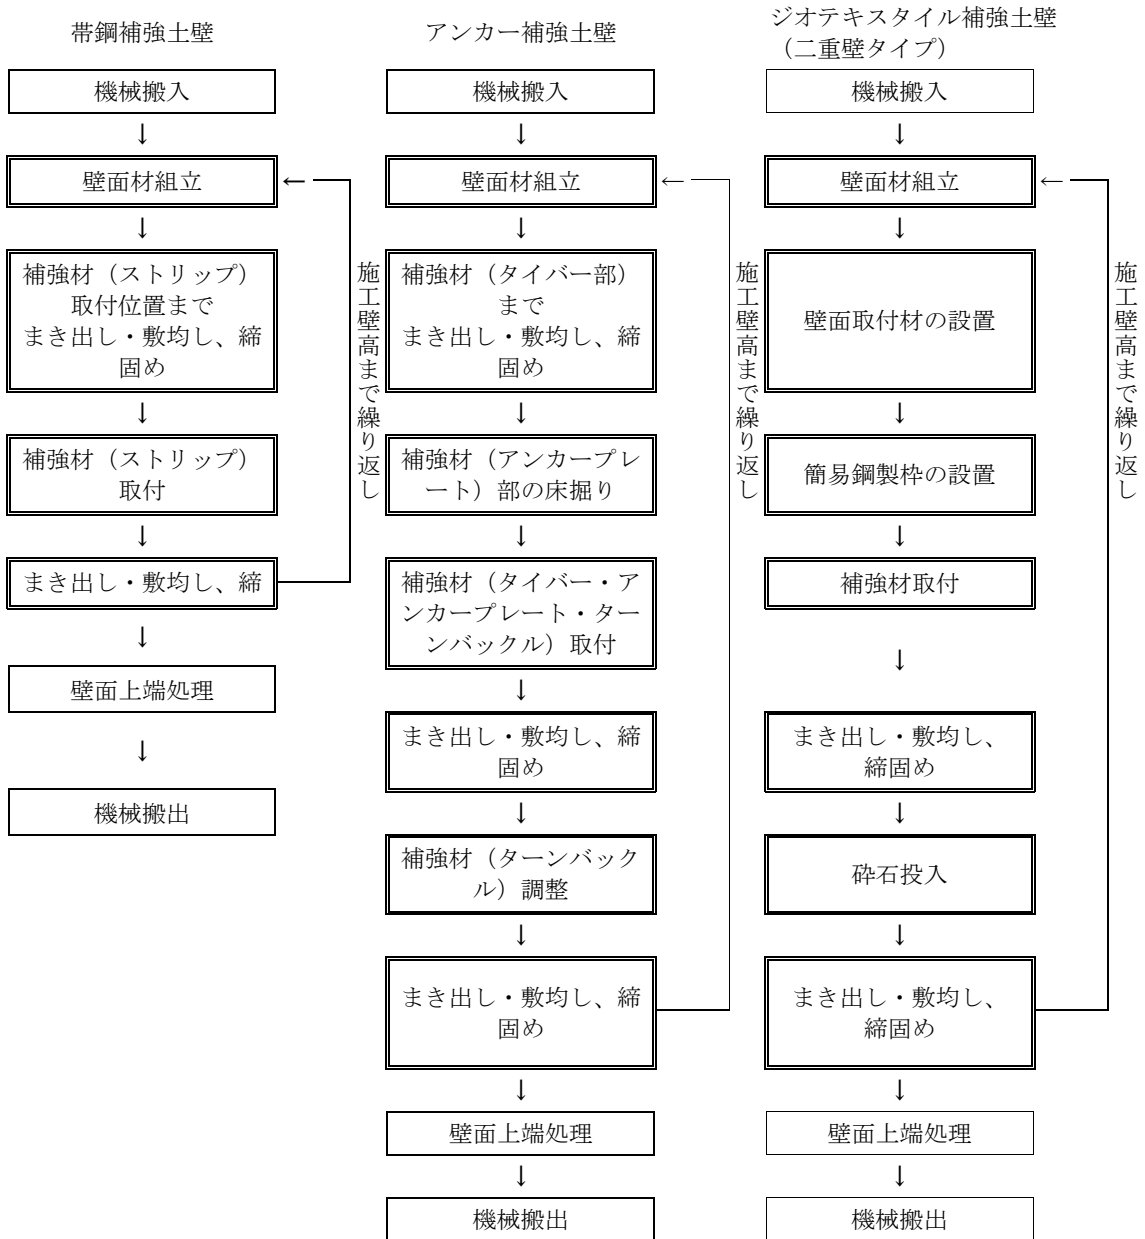 帯鋼補強土壁
機械搬入
↓
壁面材組立
←
↓
補強材（ストリップ）
取付位置まで
まき出し・敷均し、締
固め
↓
補強材（ストリップ）
取付
↓
まき出し・敷均し、締
↓
壁面上端処理
↓
機械搬出
施工壁高まで繰り返し
アンカー補強土壁
機械搬入
↓
壁面材組立
←
↓
補強材（タイバー部）
まで
まき出し・敷均し、締
固め
↓
補強材（アンカープレ
ート）部の床掘り
↓
補強材（タイバー・ア
ンカープレート・ター
ンバックル）取付
↓
まき出し・敷均し、締
固め
↓
補強材（ターンバック
ル）調整
↓
まき出し・敷均し、締
固め
↓
壁面上端処理
↓
機械搬出
施工壁高まで繰り返し
ジオテキスタイル補強土壁
（二重壁タイプ）
機械搬入
↓
壁面材組立
←
↓
壁面取付材の設置
↓
簡易鋼製枠の設置
↓
補強材取付
↓
まき出し・敷均し、
締固め
↓
砕石投入
↓
まき出し・敷均し、
締固め
↓
壁面上端処理
↓
機械搬出
施工壁高まで繰り返し